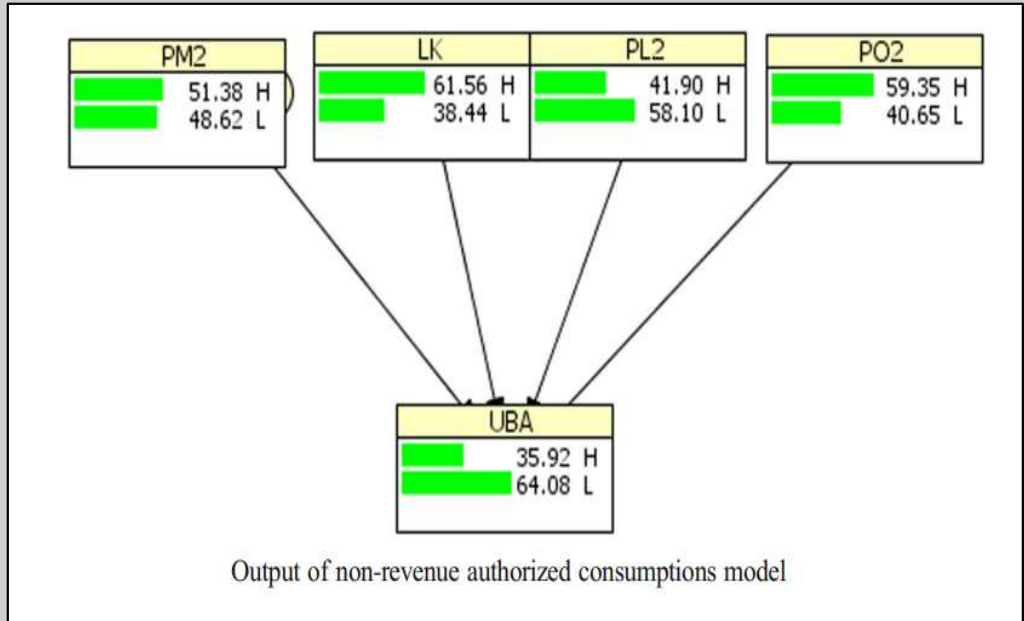 PM2
51.38 H
48.62 L
LK
61.56 H
38.44 L
PL2
41.90 H
58.10 L
PO2
59.35 H
40.65 L
UBA
35.92 H
64.08 L
Output of non-revenue authorized consumptions model